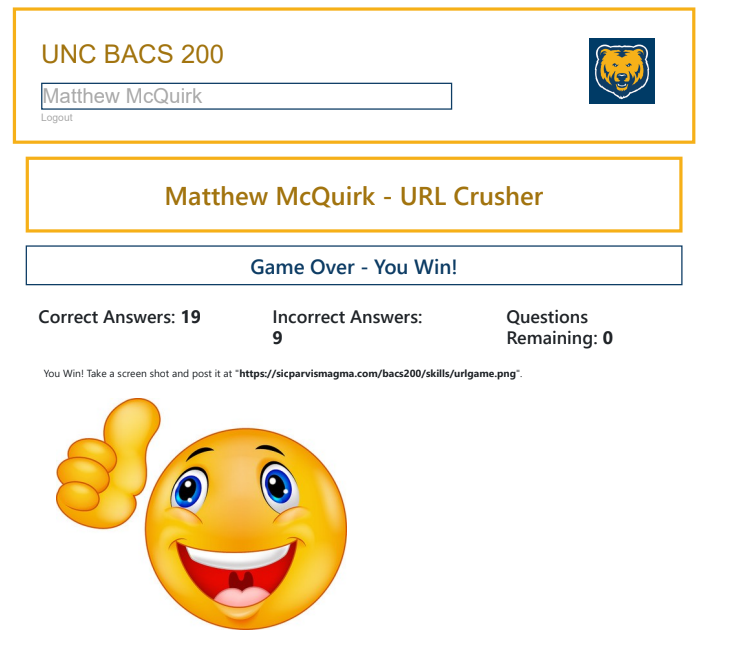 UNC BACS 200
Matthew McQuirk
Logout
Matthew McQuirk - URL Crusher
Game Over - You Win!
Correct Answers: 19
Incorrect Answers:
9
Questions
Remaining: 0
You Win! Take a screen shot and post it at "https://sicparvismagma.com/bacs200/skills/urlgame.png".